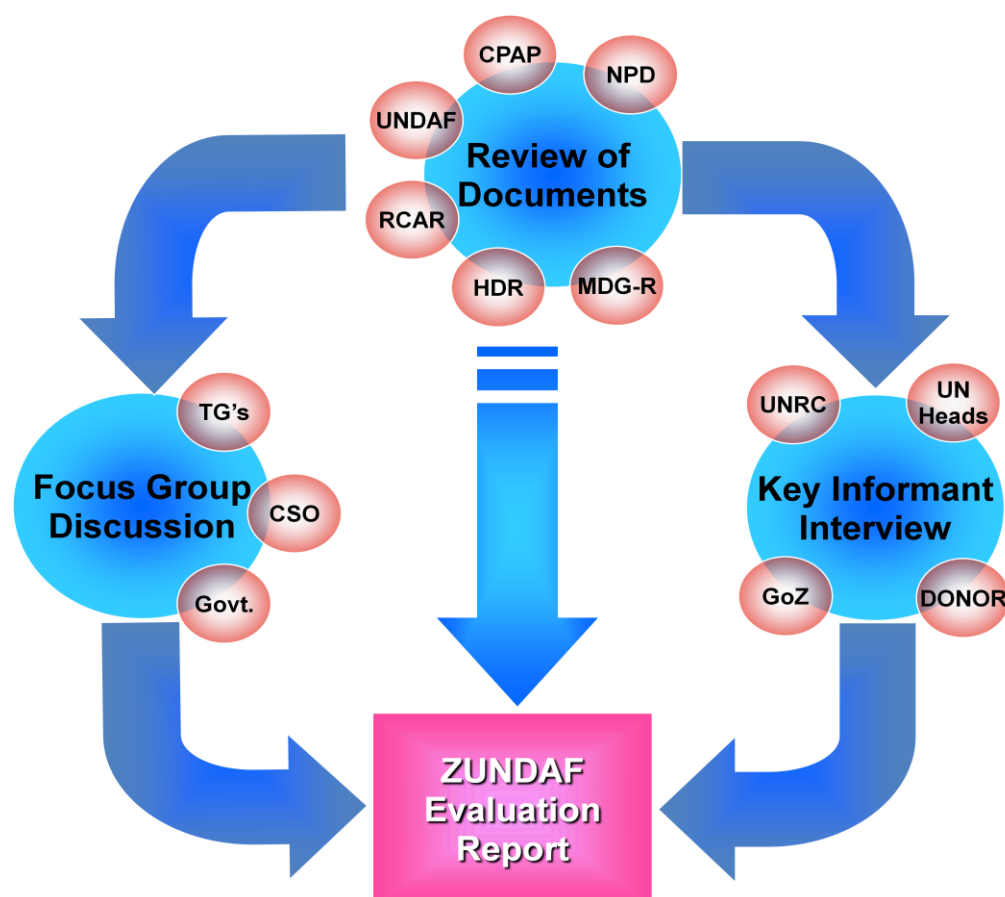 CPAP
NPD
UNDAF
Review of
Documents
RCAR
HDR
MDG-R
TG's
Focus Group
Discussion
CSO
Govt.
UNRC
UN
Heads
Key Informant
Interview
GoZ
DONOR
ZUNDAF
Evaluation
Report